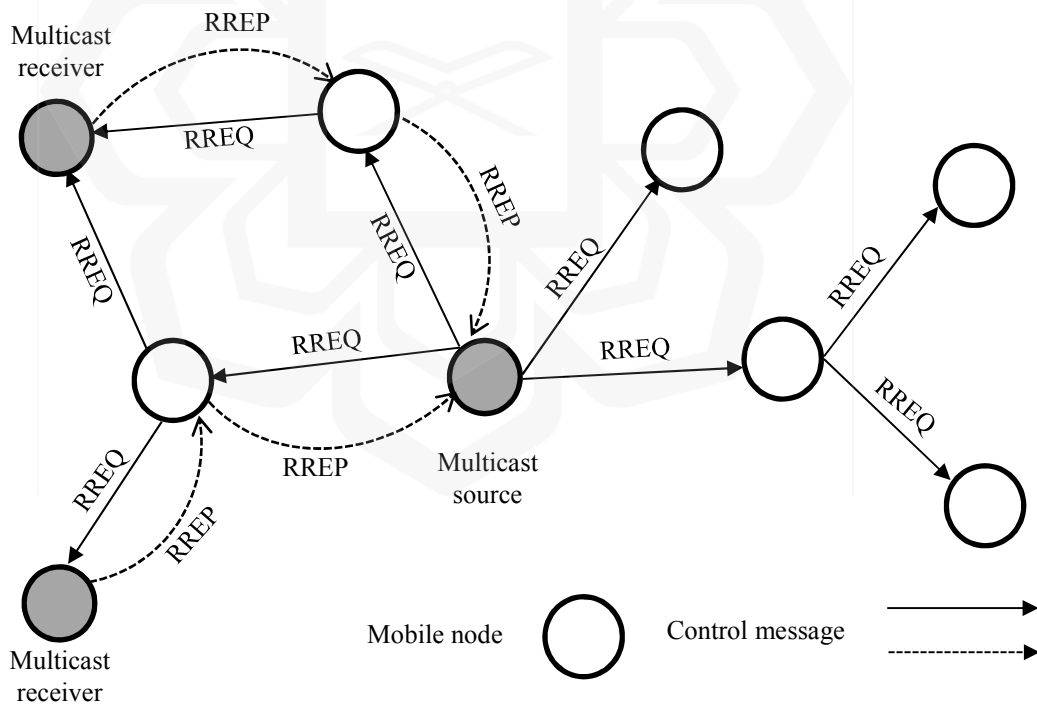 RREP
Multicast
receiver
RREQ
RREP
RREQ
RREQ
RREQ
RREQ
RREQ
RREQ
RREQ
RREQ
RREP
Multicast
source
RREQ
RREP
Multicast
receiver
Mobile node
Control message